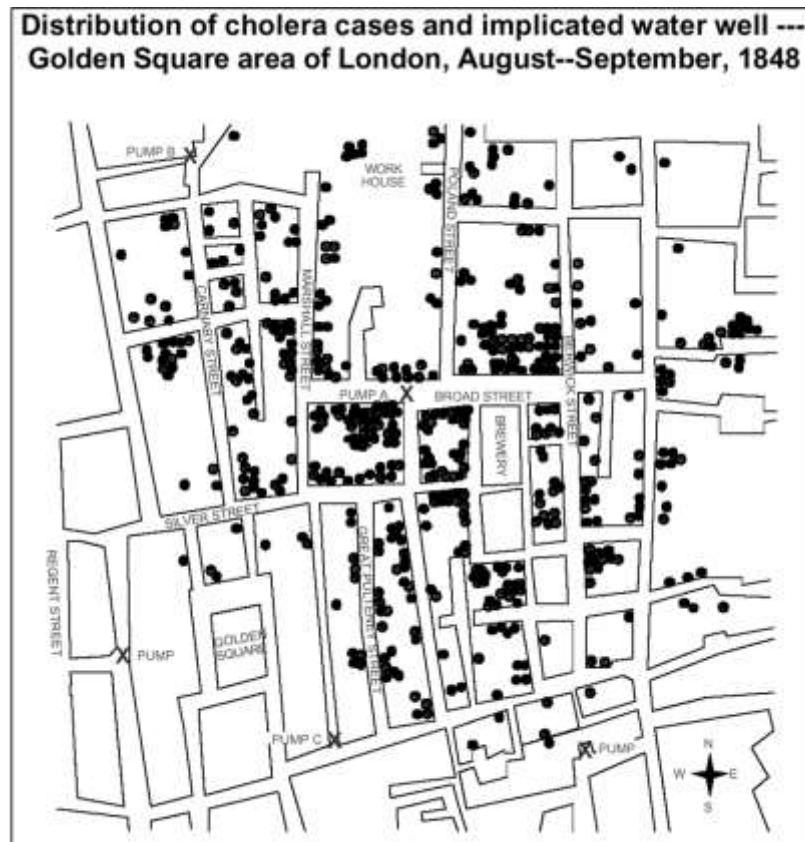 Distribution of cholera cases and implicated water well ---
Golden Square area of London, August--September, 1848
PUMP B
WORK
HOUSE
POLAND STREET
CARNABY STREET
MARSHALL STREET
BERWICK STREET
PUMP A
BROAD STREET
BREWERY
SILVER STREET
GREAT PULTENEY STREET
REGENT STREET
GOLDEN
SQUARE
PUMP
PUMP C
PUMP
N
W
E
S